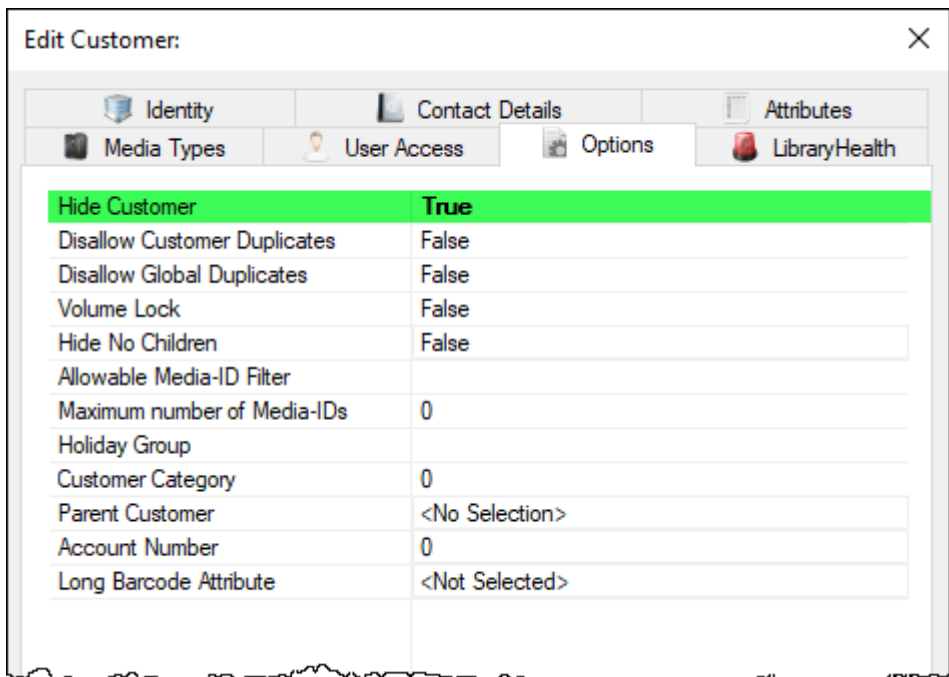 Edit Customer:
Identity Contact Details Attributes
Media Types User Access Options LibraryHealth
Hide Customer True
Disallow Customer Duplicates False
Disallow Global Duplicates False
Volume Lock False
Hide No Children False
Allowable Media-ID Filter
Maximum number of Media-IDs 0
Holiday Group
Customer Category 0
Parent Customer <No Selection>
Account Number 0
Long Barcode Attribute <Not Selected>